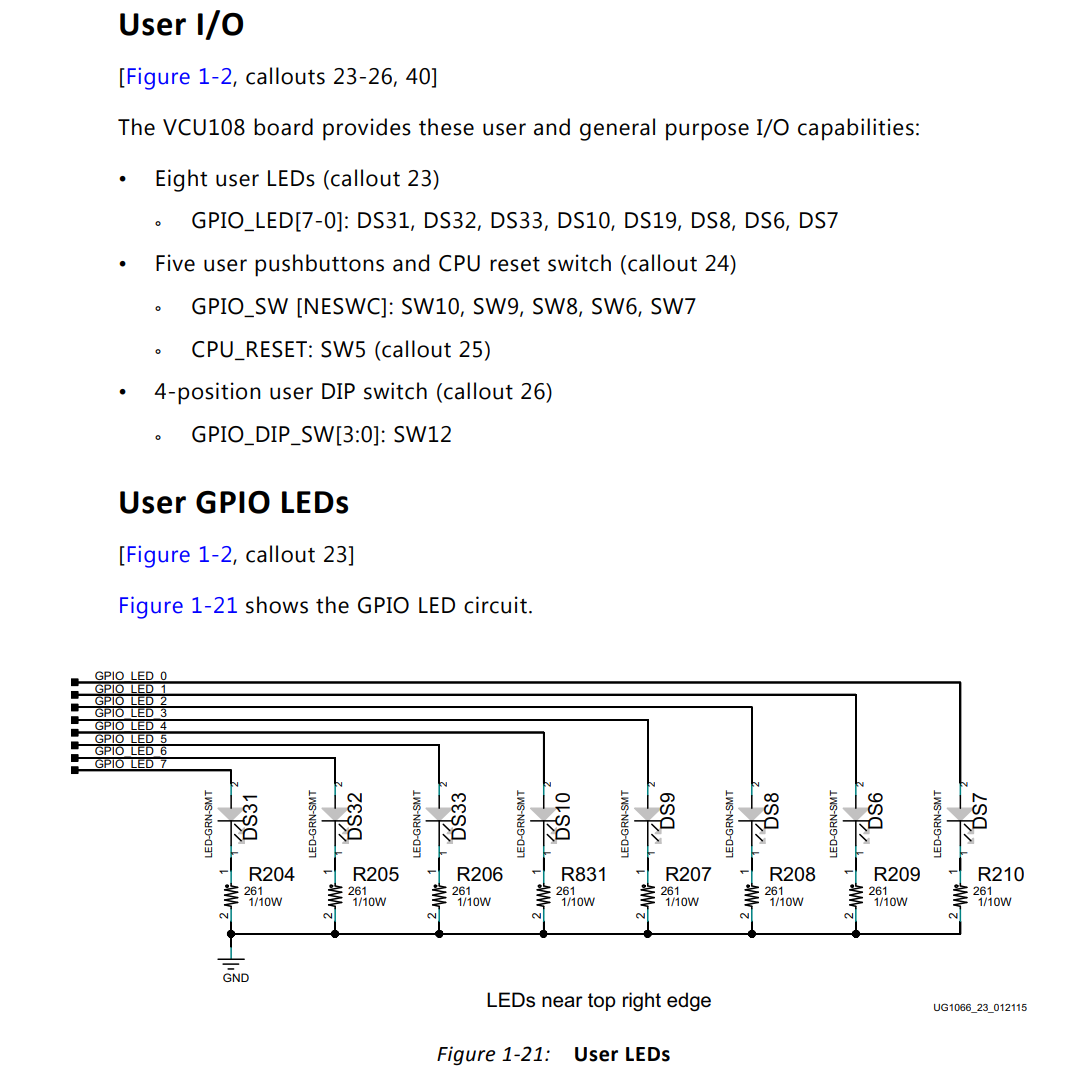 User I/O
[Figure 1-2, callouts 23-26, 40]
The VCU108 board provides these user and general purpose I/O capabilities:
• Eight user LEDs (callout 23)
° GPIO_LED[7-0]: DS31, DS32, DS33, DS10, DS19, DS8, DS6, DS7
• Five user pushbuttons and CPU reset switch (callout 24)
° GPIO_SW [NESWC]: SW10, SW9, SW8, SW6, SW7
° CPU_RESET: SW5 (callout 25)
• 4-position user DIP switch (callout 26)
° GPIO_DIP_SW[3:0]: SW12
User GPIO LEDs
[Figure 1-2, callout 23]
Figure 1-21 shows the GPIO LED circuit.
GPIO_LED_0
GPIO_LED_1
GPIO_LED_2
GPIO_LED_3
GPIO_LED_4
GPIO_LED_5
GPIO_LED_6
GPIO_LED_7
2 2 2 2 2 2 2 2
LED-GRN-SMT DS31 LED-GRN-SMT DS32 LED-GRN-SMT DS33 LED-GRN-SMT DS10 LED-GRN-SMT DS9 LED-GRN-SMT DS8 LED-GRN-SMT DS6 LED-GRN-SMT DS7
1 1 1 1 1 1 1 1
1 R204 1 R205 1 R206 1 R831 1 R207 1 R208 1 R209 1 R210
261 261 261 261 261 261 261 261
1/10W 1/10W 1/10W 1/10W 1/10W 1/10W 1/10W 1/10W
2 2 2 2 2 2 2 2
GND
LEDs near top right edge
UG1066_23_012115
Figure 1-21: User LEDs